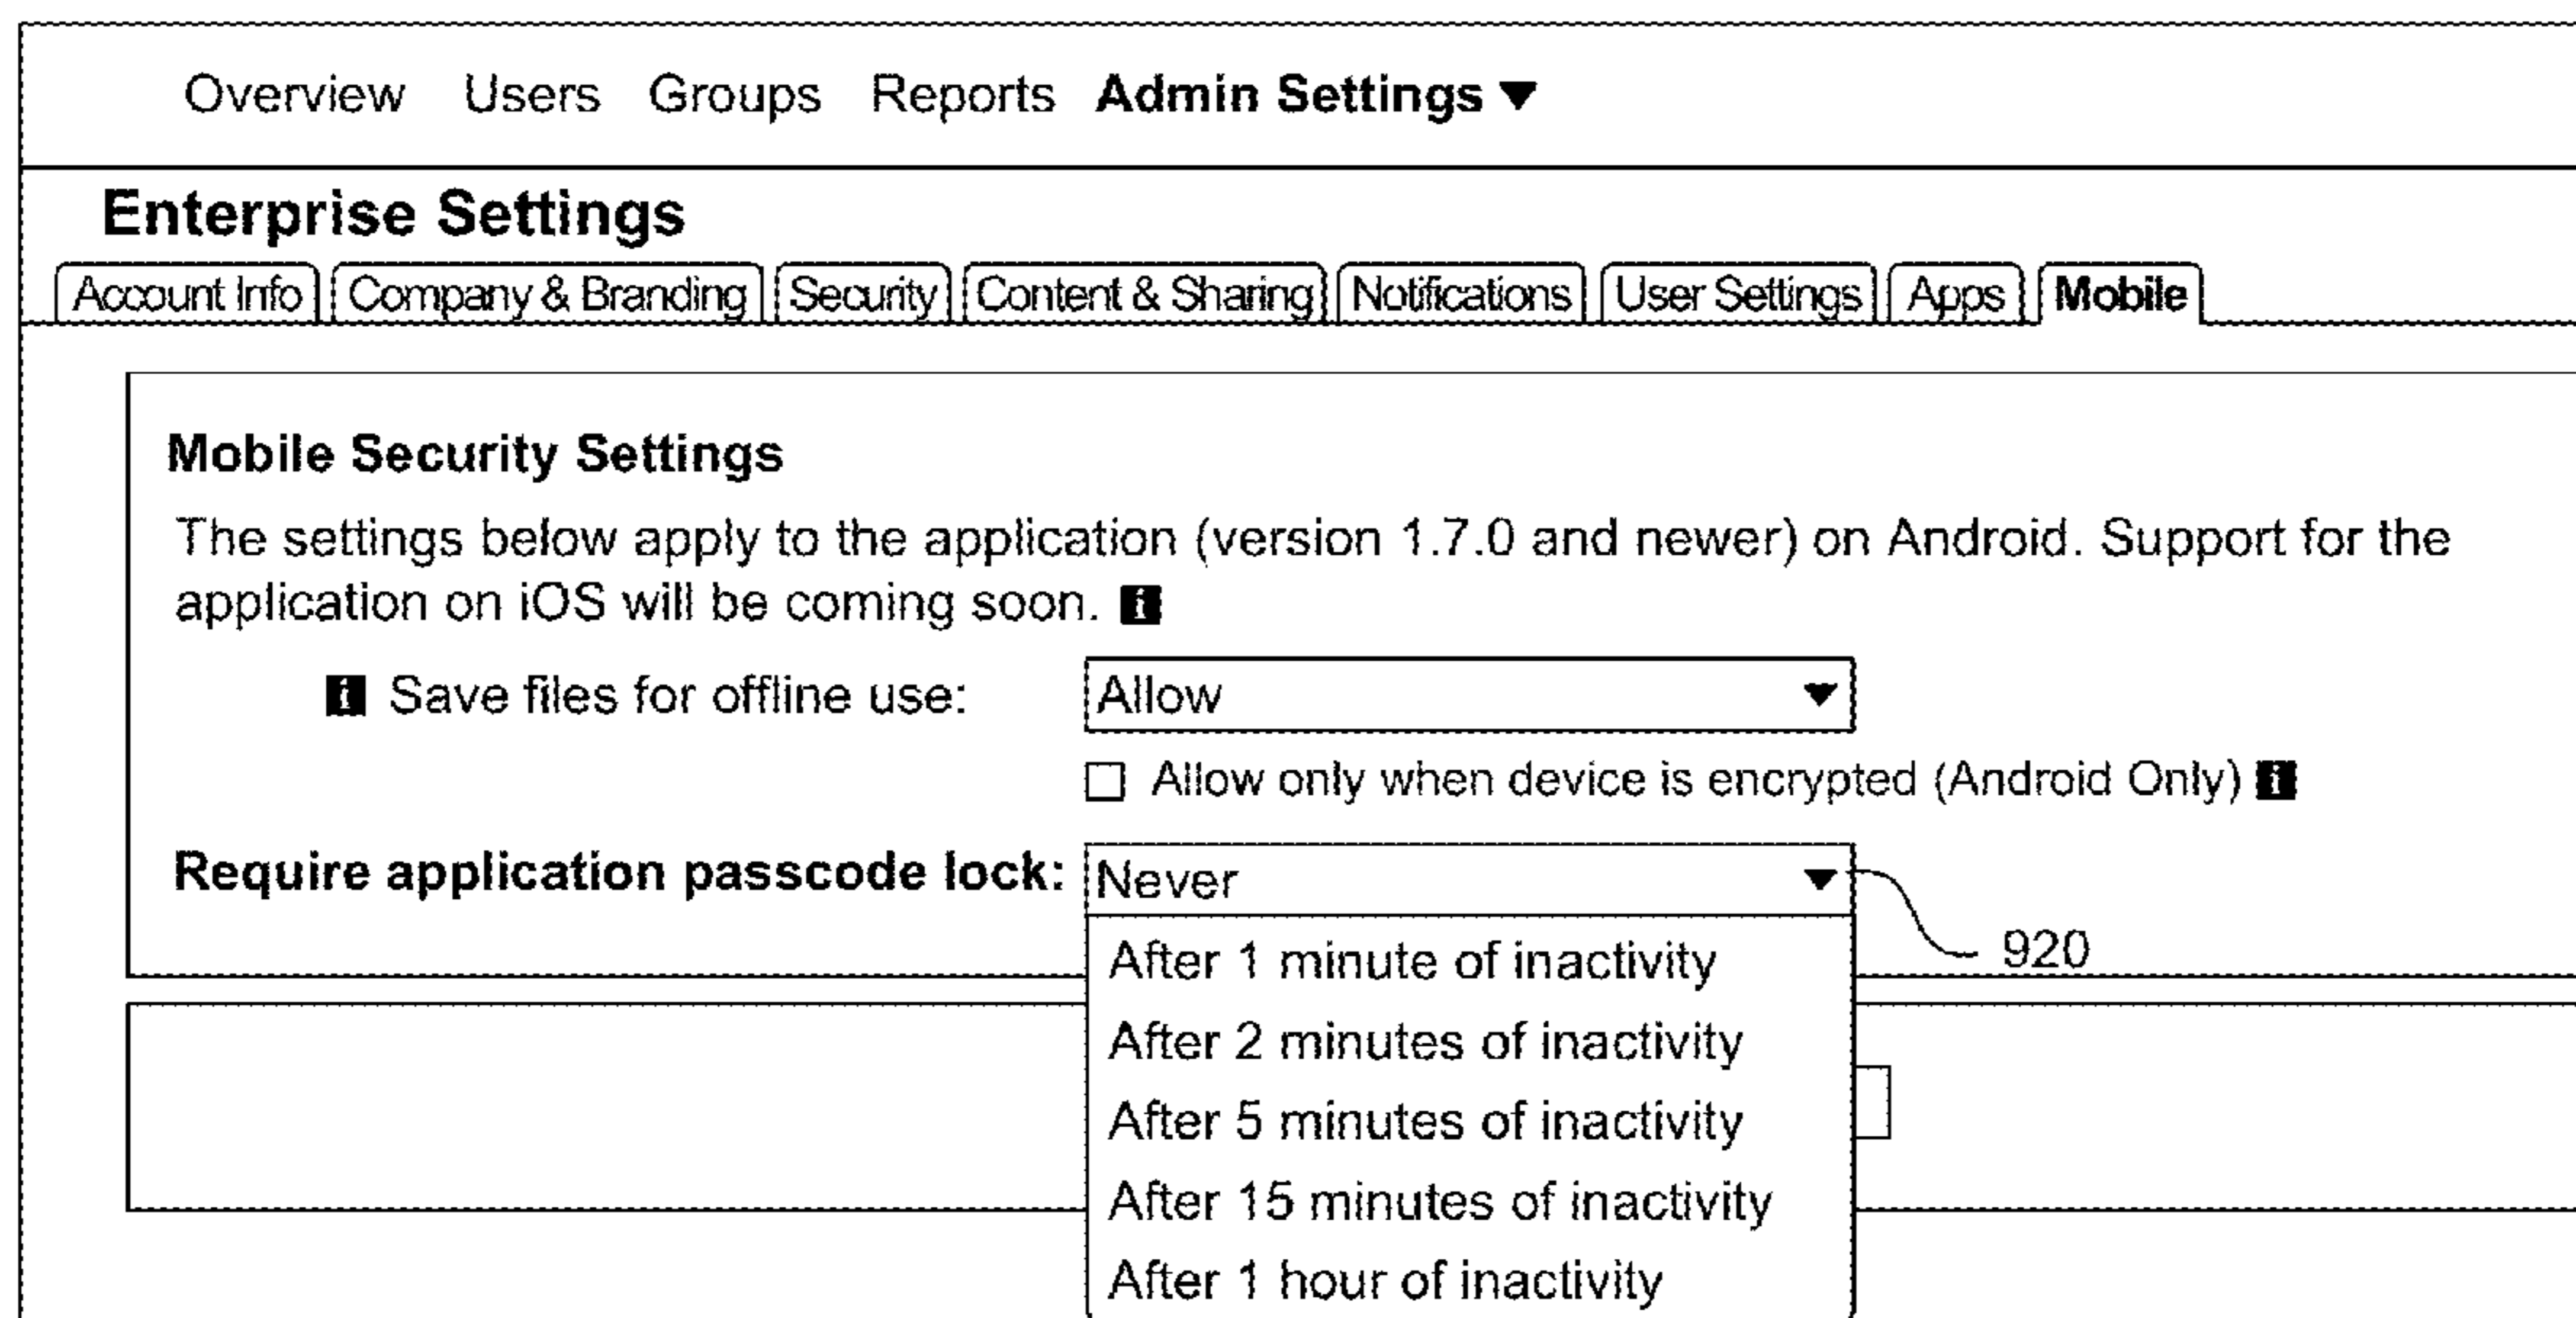 Overview Users Groups Reports Admin Settings ▼
Enterprise Settings
Account Info Company & Branding Security Content & Sharing Notifications User Settings Apps Mobile
Mobile Security Settings
The settings below apply to the application (version 1.7.0 and newer) on Android. Support for the
application on iOS will be coming soon. i
i Save files for offline use: Allow ▼
Allow only when device is encrypted (Android Only) i
Require application passcode lock: Never ▼
920
After 1 minute of inactivity
After 2 minutes of inactivity
After 5 minutes of inactivity
After 15 minutes of inactivity
After 1 hour of inactivity